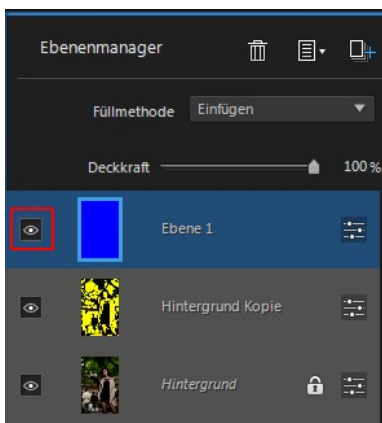 Ebenenmanager
Füllmethode Einfügen
Deckkraft 100 %
Ebene 1
Hintergrund Kopie
Hintergrund